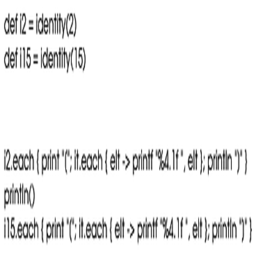 def i2 = identity(2)
def i15 = identity(15)
i2.each { print "("; it.each { elt -> printf "%4.1f ", elt }; println ")" }
println()
i15.each { print "("; it.each { elt -> printf "%4.1f ", elt }; println ")" }